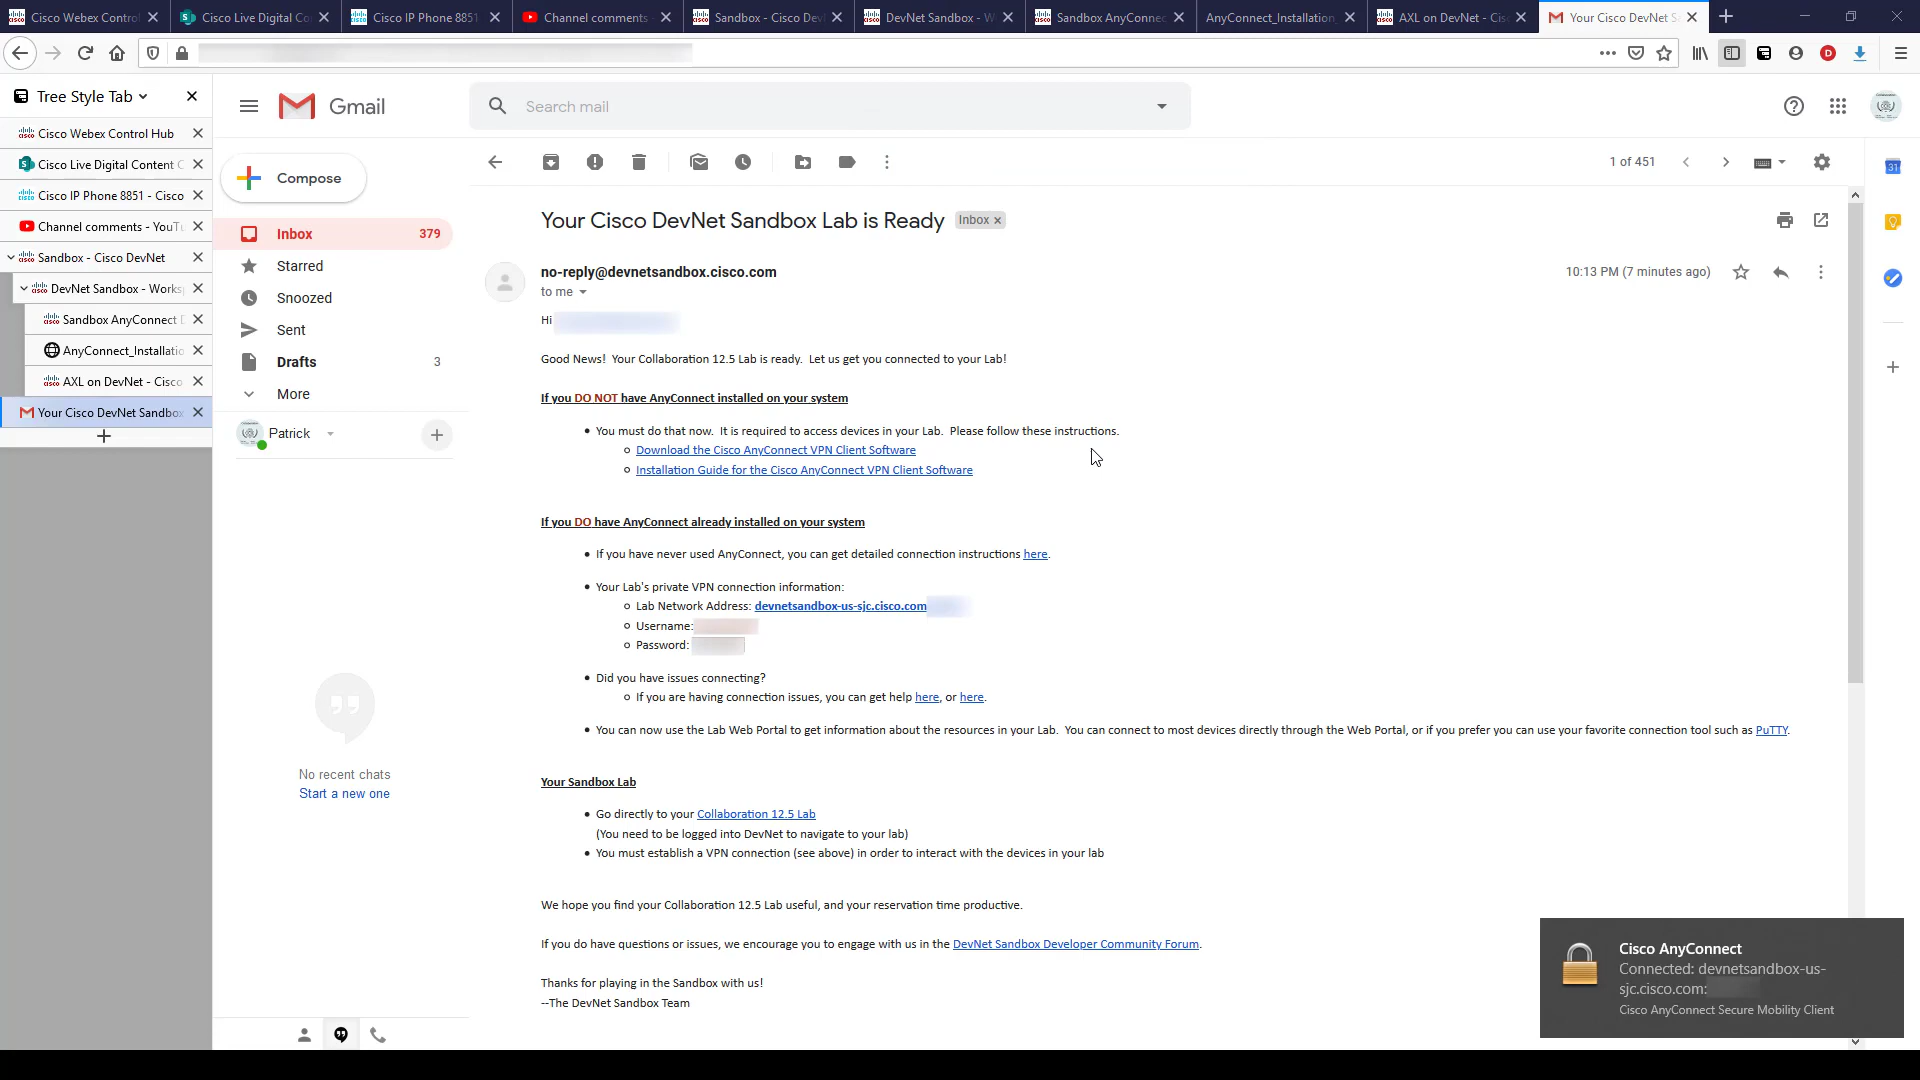 Cisco Webex Control
Cisco Live Digital Co
Cisco IP Phone 8851
Channel comments -
Sandbox - Cisco Dev
DevNet Sandbox - W
Sandbox AnyConnec
AnyConnect_Installation
AXL on DevNet - Cis
Your Cisco DevNet S
Tree Style Tab
Gmail
Search mail
Cisco Webex Control Hub
Cisco Live Digital Content C
Cisco IP Phone 8851 - Cisco
Channel comments - YouTu
Sandbox - Cisco DevNet
DevNet Sandbox - Works
Sandbox AnyConnect D
AnyConnect_Installatio
AXL on DevNet - Cisco
Your Cisco DevNet Sandbox
Compose
1 of 451
Inbox 379
Starred
Snoozed
Sent
Drafts 3
More
Patrick
No recent chats
Start a new one
Your Cisco DevNet Sandbox Lab is Ready
Inbox x
no-reply@devnetsandbox.cisco.com
10:13 PM (7 minutes ago)
to me
Hi
Good News! Your Collaboration 12.5 Lab is ready. Let us get you connected to your Lab!
If you DO NOT have AnyConnect installed on your system
You must do that now. It is required to access devices in your Lab. Please follow these instructions.
Download the Cisco AnyConnect VPN Client Software
Installation Guide for the Cisco AnyConnect VPN Client Software
If you DO have AnyConnect already installed on your system
If you have never used AnyConnect, you can get detailed connection instructions here.
Your Lab's private VPN connection information:
Lab Network Address: devnetsandbox-us-sjc.cisco.com
Username:
Password:
Did you have issues connecting?
If you are having connection issues, you can get help here, or here.
You can now use the Lab Web Portal to get information about the resources in your Lab. You can connect to most devices directly through the Web Portal, or if you prefer you can use your favorite connection tool such as PuTTY.
Your Sandbox Lab
Go directly to your Collaboration 12.5 Lab
(You need to be logged into DevNet to navigate to your lab)
You must establish a VPN connection (see above) in order to interact with the devices in your lab
We hope you find your Collaboration 12.5 Lab useful, and your reservation time productive.
If you do have questions or issues, we encourage you to engage with us in the DevNet Sandbox Developer Community Forum.
Thanks for playing in the Sandbox with us!
--The DevNet Sandbox Team
Cisco AnyConnect
Connected: devnetsandbox-us-
sjc.cisco.com:
Cisco AnyConnect Secure Mobility Client